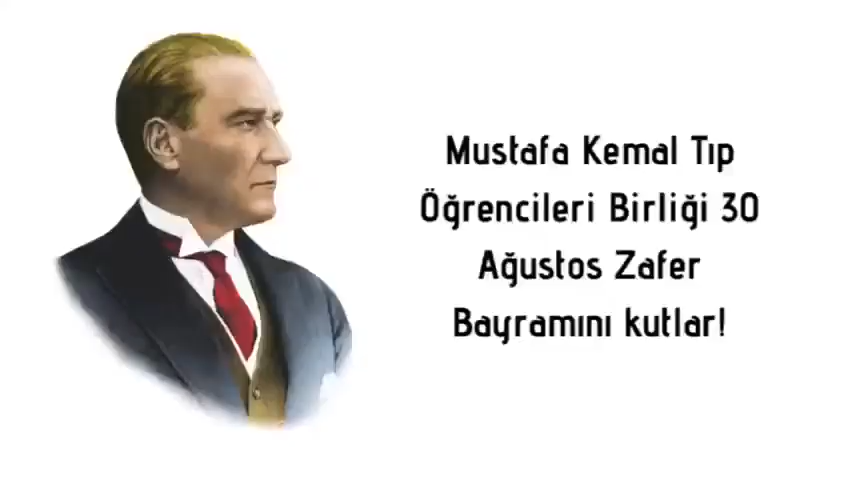 Mustafa Kemal Tıp
Öğrencileri Birliği 30
Ağustos Zafer
Bayramını kutlar!